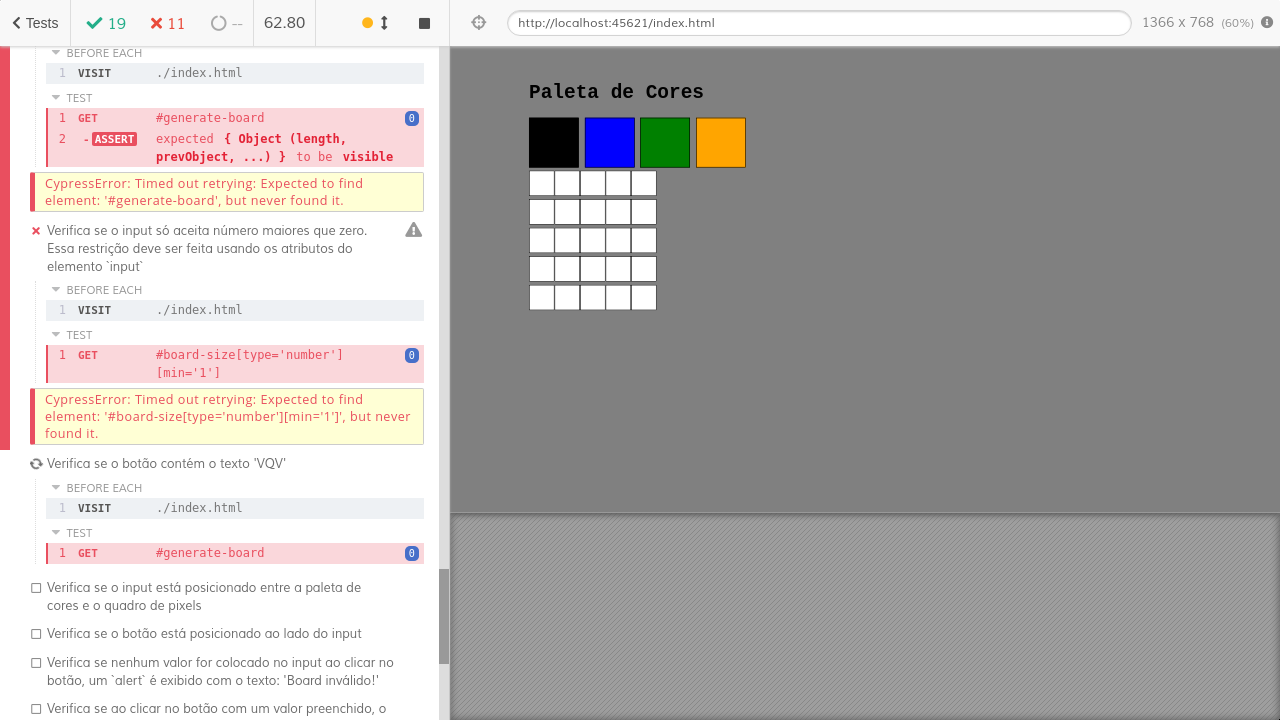 Tests
19
11
--
62.80
http://localhost:45621/index.html
1366 x 768 (60%)
BEFORE EACH
1 VISIT ./index.html
TEST
1 GET #generate-board 0
2 -ASSERT expected { Object (length,
prevObject, ...) } to be visible
CypressError: Timed out retrying: Expected to find
element: '#generate-board', but never found it.
Verifica se o input só aceita número maiores que zero.
Essa restrição deve ser feita usando os atributos do
elemento `input`
BEFORE EACH
1 VISIT ./index.html
TEST
1 GET #board-size[type='number'] 0
[min='1']
CypressError: Timed out retrying: Expected to find
element: '#board-size[type='number'][min='1']', but never
found it.
Verifica se o botão contém o texto 'VQV'
BEFORE EACH
1 VISIT ./index.html
TEST
1 GET #generate-board 0
Verifica se o input está posicionado entre a paleta de
cores e o quadro de pixels
Verifica se o botão está posicionado ao lado do input
Verifica se nenhum valor for colocado no input ao clicar no
botão, um `alert` é exibido com o texto: 'Board inválido!'
Verifica se ao clicar no botão com um valor preenchido, o
Paleta de Cores